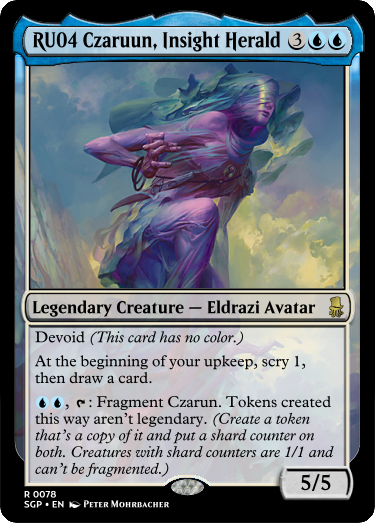 RU04 Czaruun, Insight Herald 3
Legendary Creature — Eldrazi Avatar
Devoid (This card has no color.)
At the beginning of your upkeep, scry 1,
then draw a card.
: Fragment Czarun. Tokens created
this way aren't legendary. (Create a token
that's a copy of it and put a shard counter on
both. Creatures with shard counters are 1/1 and
can't be fragmented.)
5/5
R 0078
SGP • EN Peter Mohrbacher